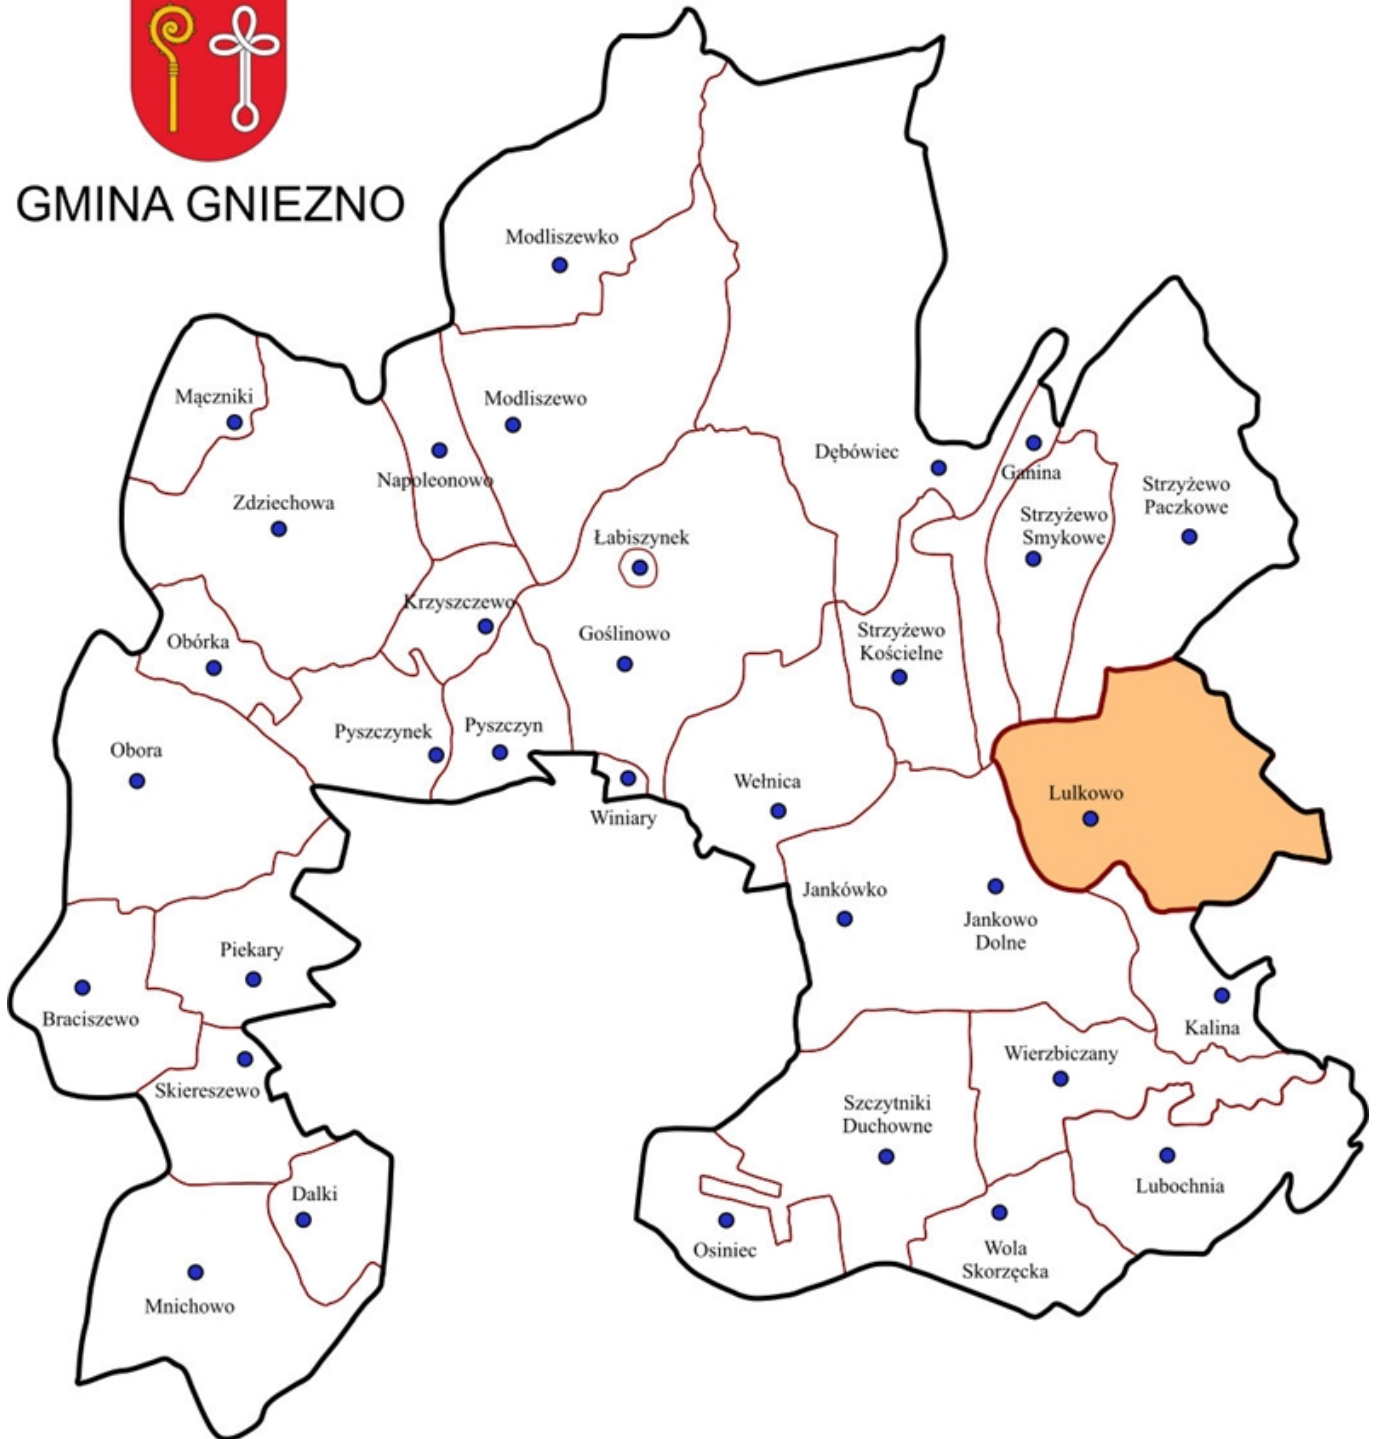 GMINA GNIEZNO
Modliszewko
Mączniki
Modliszewo
Dębówiec
Napoleonowo
Ganina
Zdziechowa
Strzyżewo
Paczkowe
Strzyżewo
Smykowe
Łabiszynek
Krzyszczewo
Obórka
Goślinowo
Strzyżewo
Kościelne
Pyszczynek
Pyszczyn
Obora
Wełnica
Lulkowo
Winiary
Jankówko
Jankowo
Dolne
Piekary
Braciszewo
Kalina
Wierzbiczany
Skiereszewo
Szczytniki
Duchowne
Dalki
Lubochnia
Osiniec
Wola
Skorzęcka
Mnichowo